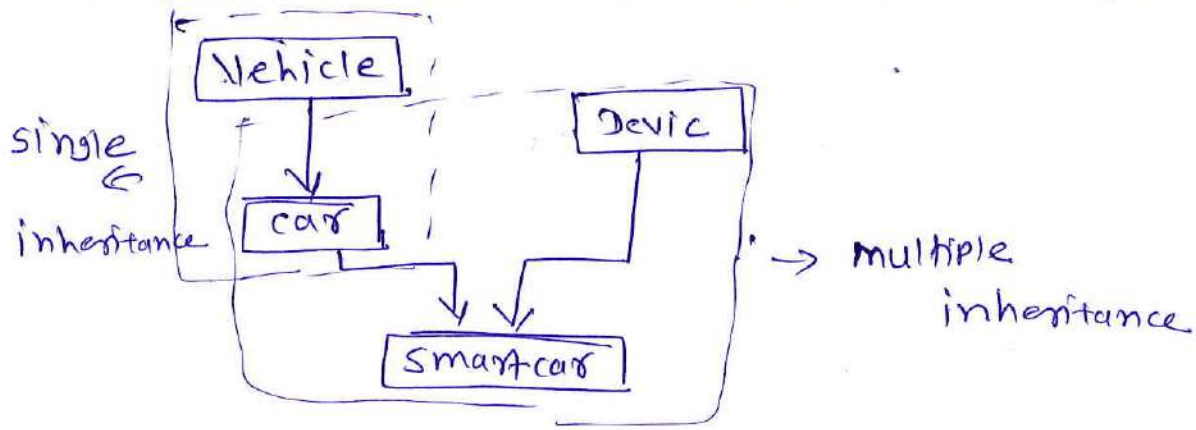 Vehicle
Devic
single
car
inheritance
→ multiple
inheritance
smartcar